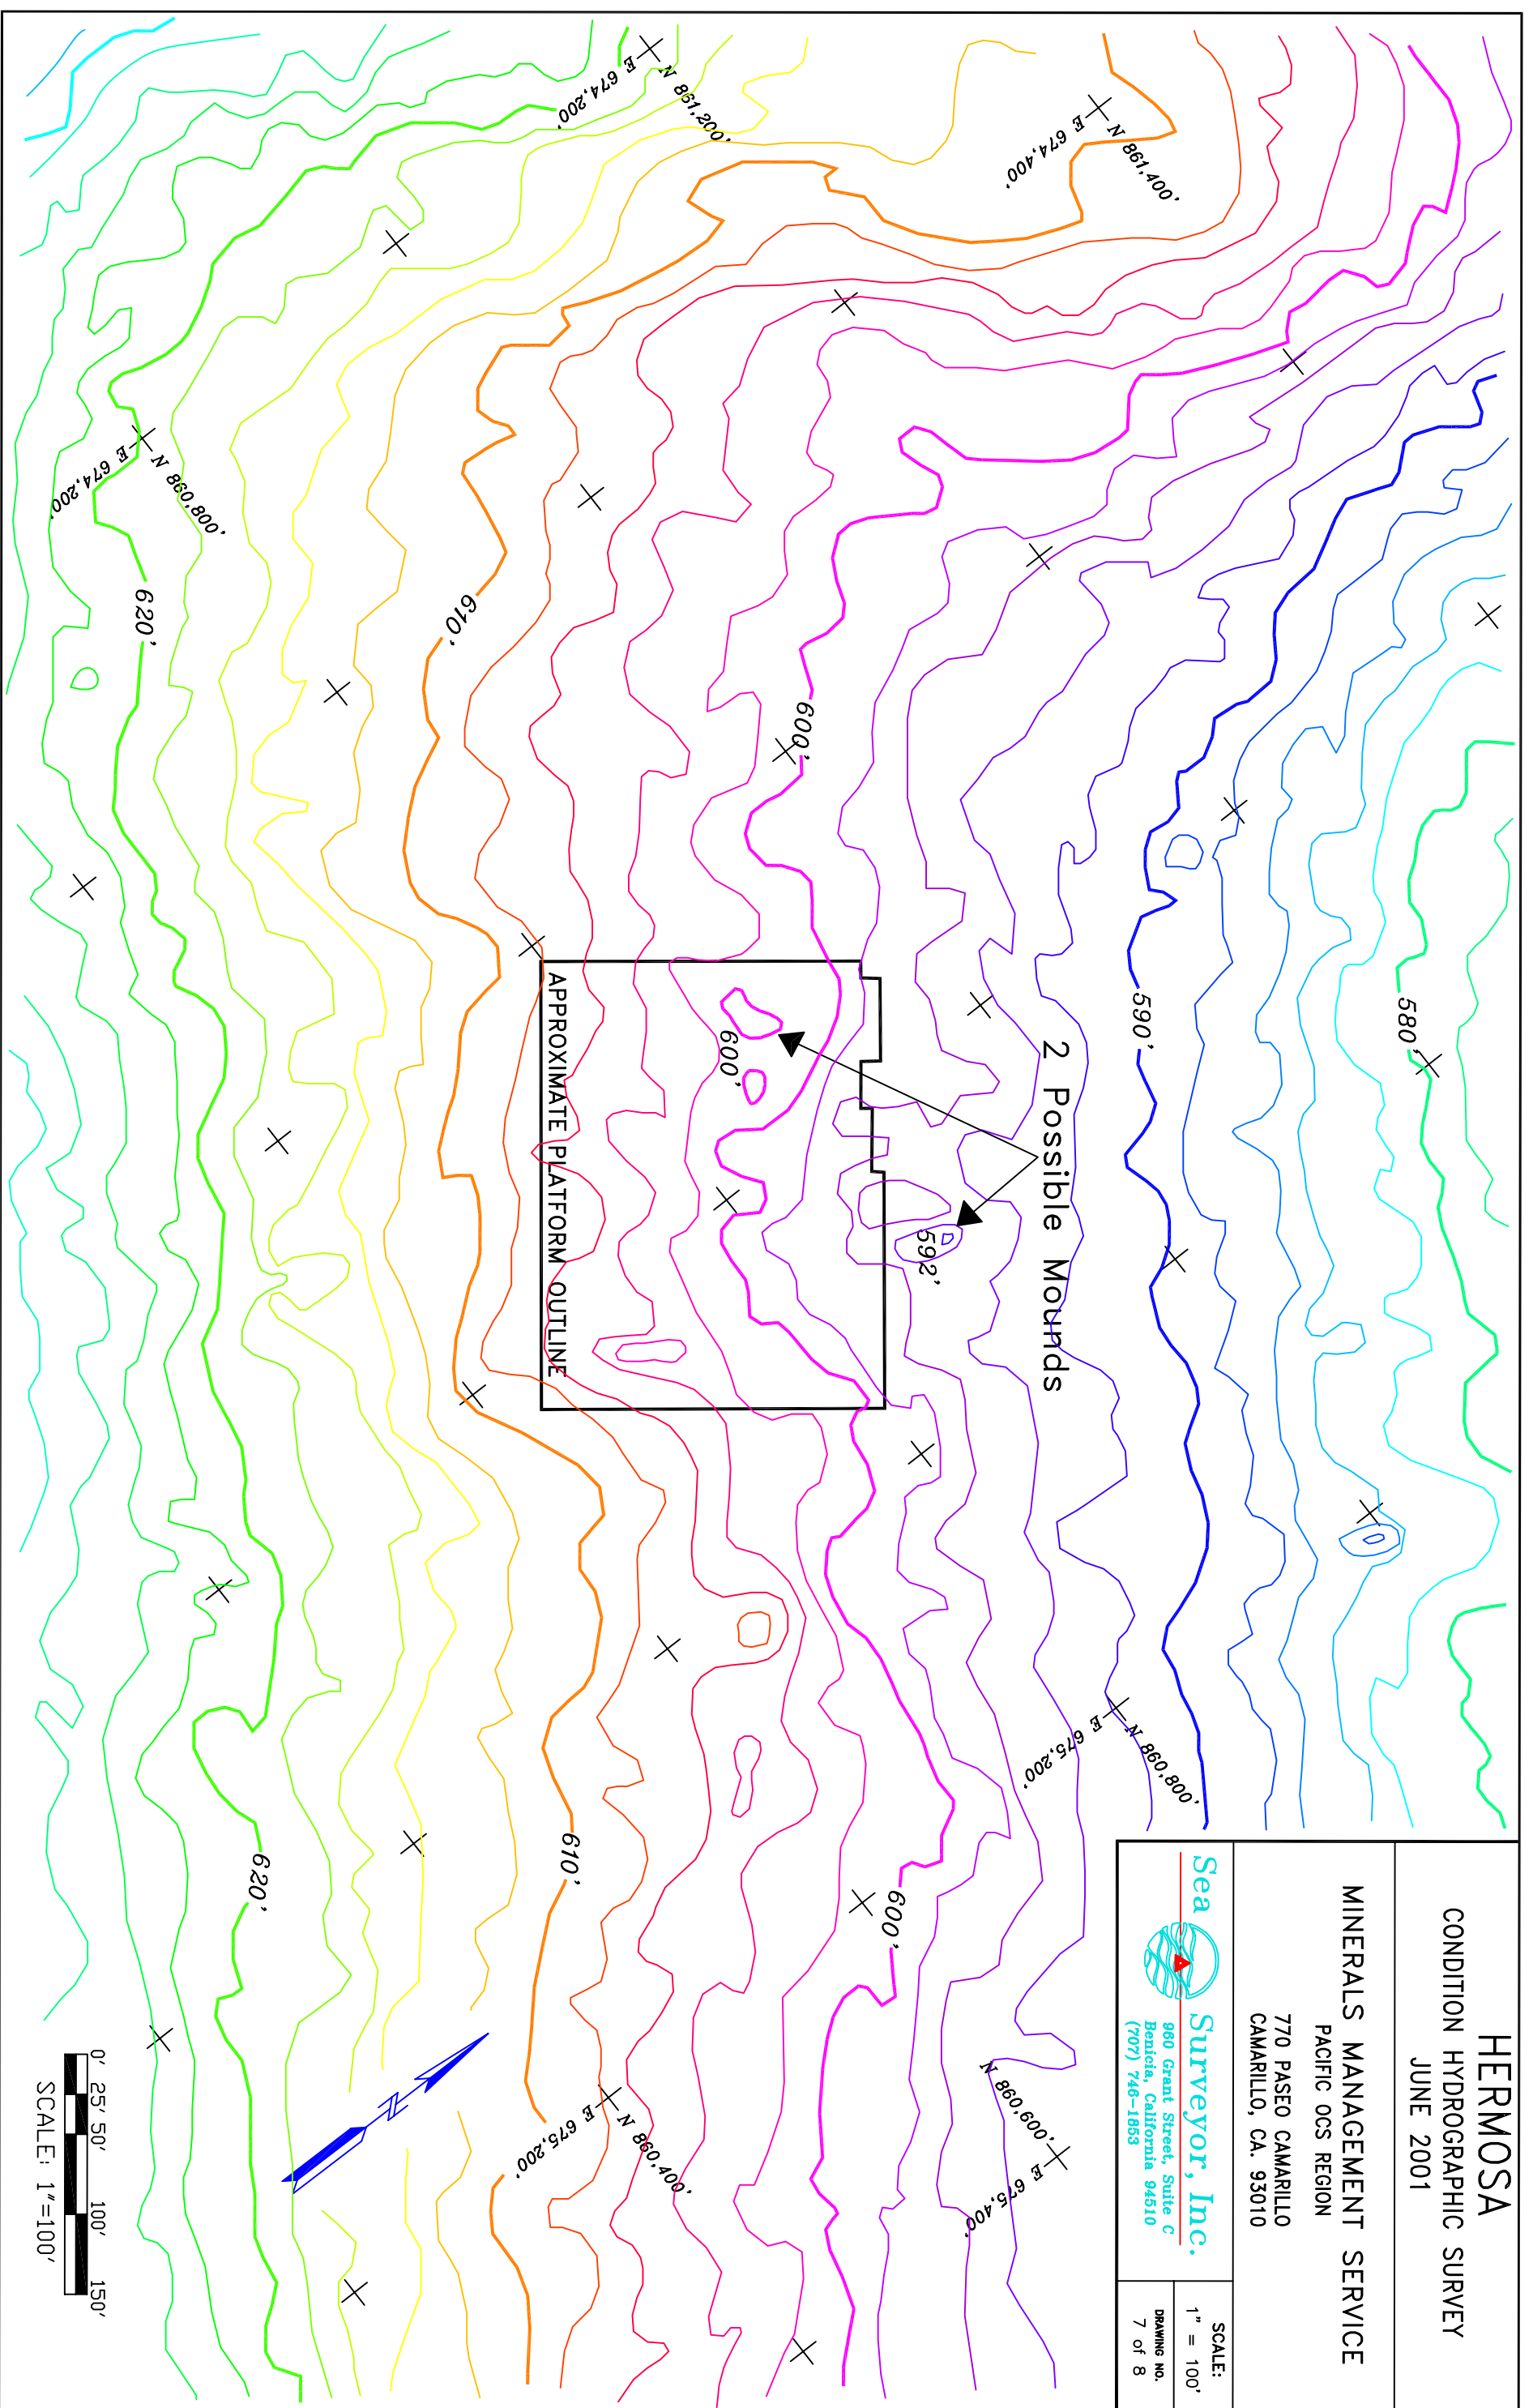 HERMOSA
CONDITION HYDROGRAPHIC SURVEY
JUNE 2001
MINERALS MANAGEMENT SERVICE
PACIFIC OCS REGION
770 PASEO CAMARILLO
CAMARILLO, CA. 93010
Sea Surveyor, Inc.
960 Grant Street, Suite C
Benicia, California 94510
(707) 746-1853
SCALE:
1" = 100'
DRAWING NO.
7 of 8
580'
590'
2 Possible Mounds
592'
600'
600'
600'
APPROXIMATE PLATFORM OUTLINE
610'
610'
620'
620'
N 861,400'
E 674,400'
N 861,200'
E 674,200'
N 860,800'
E 674,200'
N 860,800'
E 675,200'
N 860,600'
E 675,400'
N 860,400'
E 675,200'
N
0' 25' 50' 100' 150'
SCALE: 1"=100'